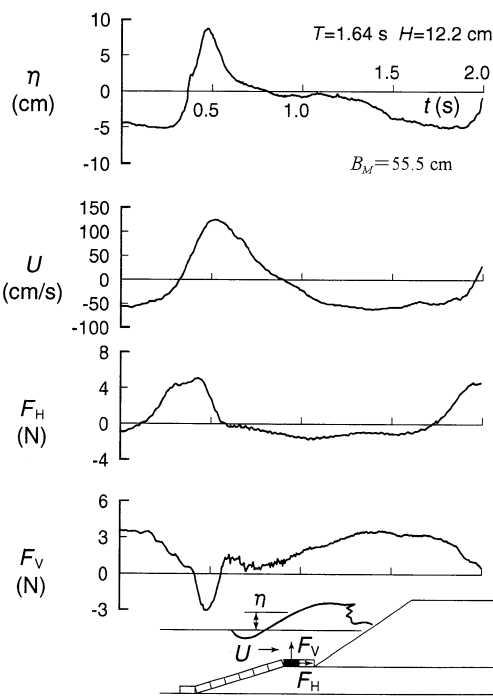 T=1.64 s H=12.2 cm
10
5
0
-5
-10
η
(cm)
0.5
1.0
1.5
2.0
t(s)
B_M=55.5 cm
150
100
50
0
-50
-100
U
(cm/s)
8
4
0
-4
F_H
(N)
6
3
0
-3
F_V
(N)
η
U
F_V
F_H